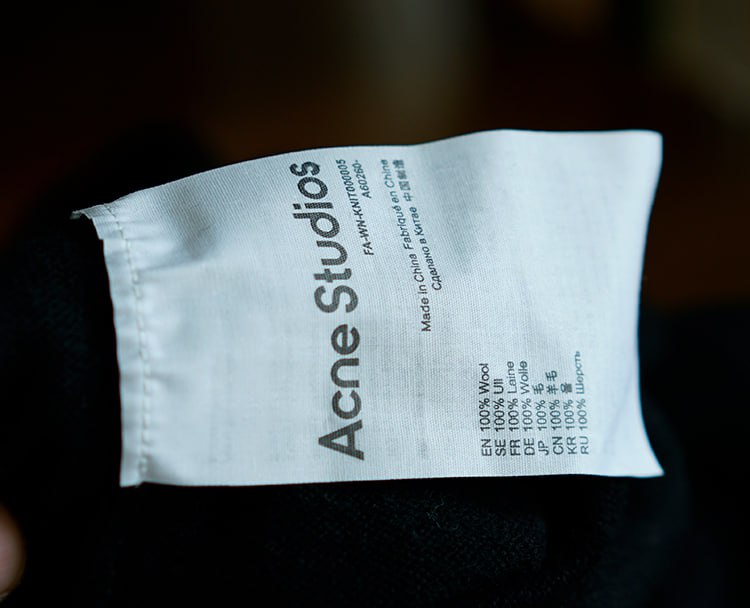 Acne Studios
FA-WN-KNIT000005
A60260-
Made in China Fabriqué en Chine
Сделано в Китае 中国制造
EN 100% Wool
SE 100% Ull
FR 100% Laine
DE 100% Wolle
JP 100% 毛
CN 100% 羊毛
KR 100% 울
RU 100% Шерсть